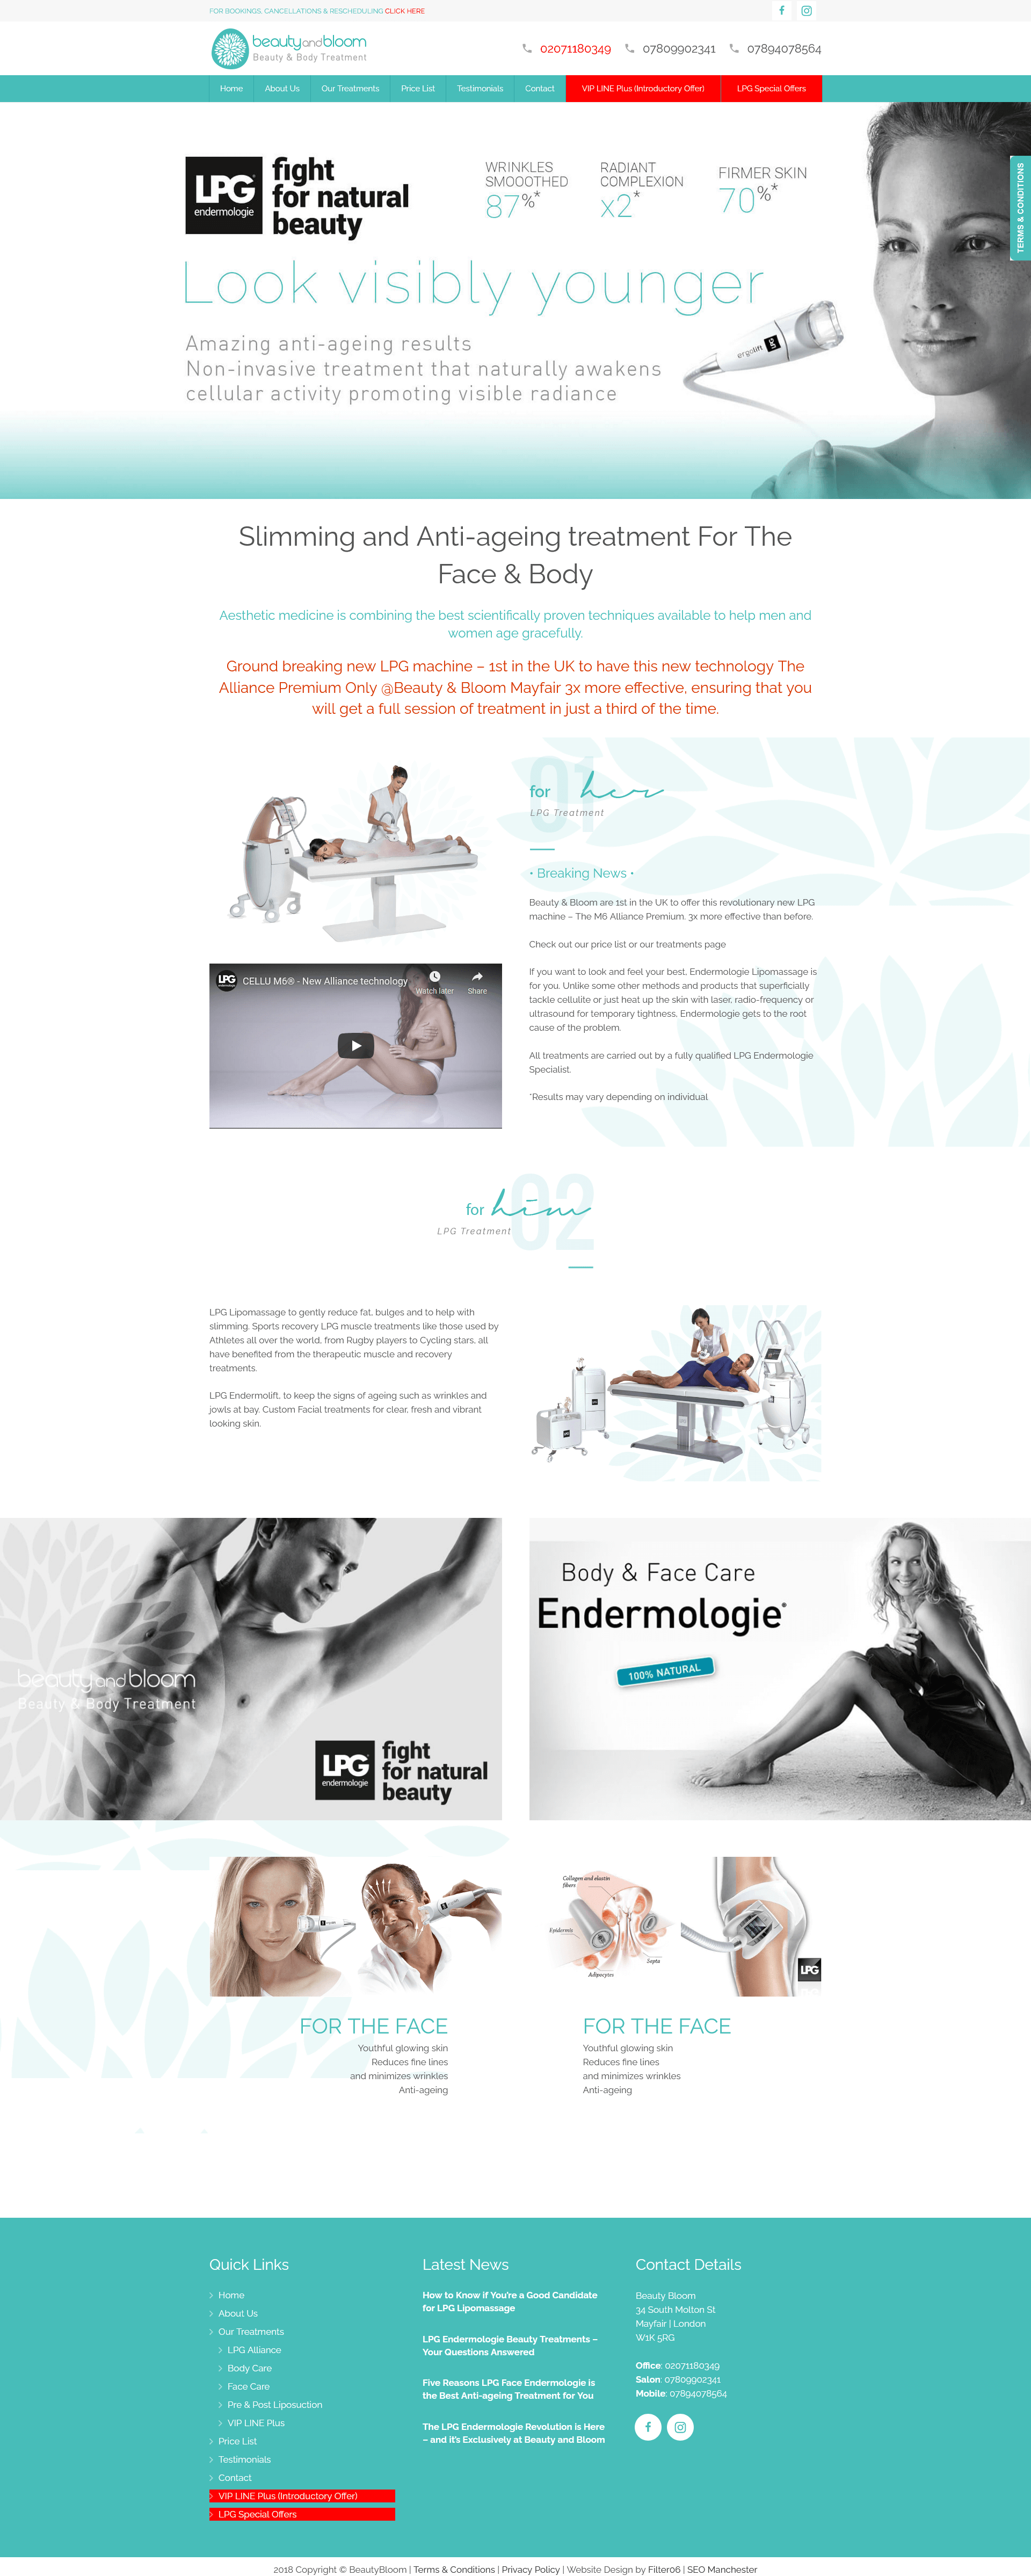 FOR BOOKINGS, CANCELLATIONS & RESCHEDULING CLICK HERE
beautyandbloom
Beauty & Body Treatment
02071180349
07809902341
07894078564
Home
About Us
Our Treatments
Price List
Testimonials
Contact
VIP LINE Plus (Introductory Offer)
LPG Special Offers
TERMS & CONDITIONS
LPG
endermologie
fight
for natural
beauty
WRINKLES
SMOOOTHED
87%*
RADIANT
COMPLEXION
x2*
FIRMER SKIN
70%*
Look visibly younger
ergolift LPG
Amazing anti-ageing results
Non-invasive treatment that naturally awakens
cellular activity promoting visible radiance
Slimming and Anti-ageing treatment For The
Face & Body
Aesthetic medicine is combining the best scientifically proven techniques available to help men and
women age gracefully.
Ground breaking new LPG machine – 1st in the UK to have this new technology The
Alliance Premium Only @Beauty & Bloom Mayfair 3x more effective, ensuring that you
will get a full session of treatment in just a third of the time.
01
for her
LPG Treatment
• Breaking News •
Beauty & Bloom are 1st in the UK to offer this revolutionary new LPG
machine – The M6 Alliance Premium. 3x more effective than before.
Check out our price list or our treatments page
If you want to look and feel your best, Endermologie Lipomassage is
for you. Unlike some other methods and products that superficially
tackle cellulite or just heat up the skin with laser, radio-frequency or
ultrasound for temporary tightness, Endermologie gets to the root
cause of the problem.
All treatments are carried out by a fully qualified LPG Endermologie
Specialist.
*Results may vary depending on individual
LPG
CELLU M6® - New Alliance technology
Watch later
Share
02
for him
LPG Treatment
LPG Lipomassage to gently reduce fat, bulges and to help with
slimming. Sports recovery LPG muscle treatments like those used by
Athletes all over the world, from Rugby players to Cycling stars, all
have benefited from the therapeutic muscle and recovery
treatments.
LPG Endermolift, to keep the signs of ageing such as wrinkles and
jowls at bay. Custom Facial treatments for clear, fresh and vibrant
looking skin.
beautyandbloom
Beauty & Body Treatment
LPG
endermologie
fight
for natural
beauty
Body & Face Care
Endermologie®
100% NATURAL
Collagen and elastin
fibers
Epidermis
Septa
Adipocytes
LPG
FOR THE FACE
Youthful glowing skin
Reduces fine lines
and minimizes wrinkles
Anti-ageing
FOR THE FACE
Youthful glowing skin
Reduces fine lines
and minimizes wrinkles
Anti-ageing
Quick Links
Home
About Us
Our Treatments
LPG Alliance
Body Care
Face Care
Pre & Post Liposuction
VIP LINE Plus
Price List
Testimonials
Contact
VIP LINE Plus (Introductory Offer)
LPG Special Offers
Latest News
How to Know if You're a Good Candidate
for LPG Lipomassage
LPG Endermologie Beauty Treatments –
Your Questions Answered
Five Reasons LPG Face Endermologie is
the Best Anti-ageing Treatment for You
The LPG Endermologie Revolution is Here
– and it's Exclusively at Beauty and Bloom
Contact Details
Beauty Bloom
34 South Molton St
Mayfair | London
W1K 5RG
Office: 02071180349
Salon: 07809902341
Mobile: 07894078564
2018 Copyright © BeautyBloom | Terms & Conditions | Privacy Policy | Website Design by Filter06 | SEO Manchester